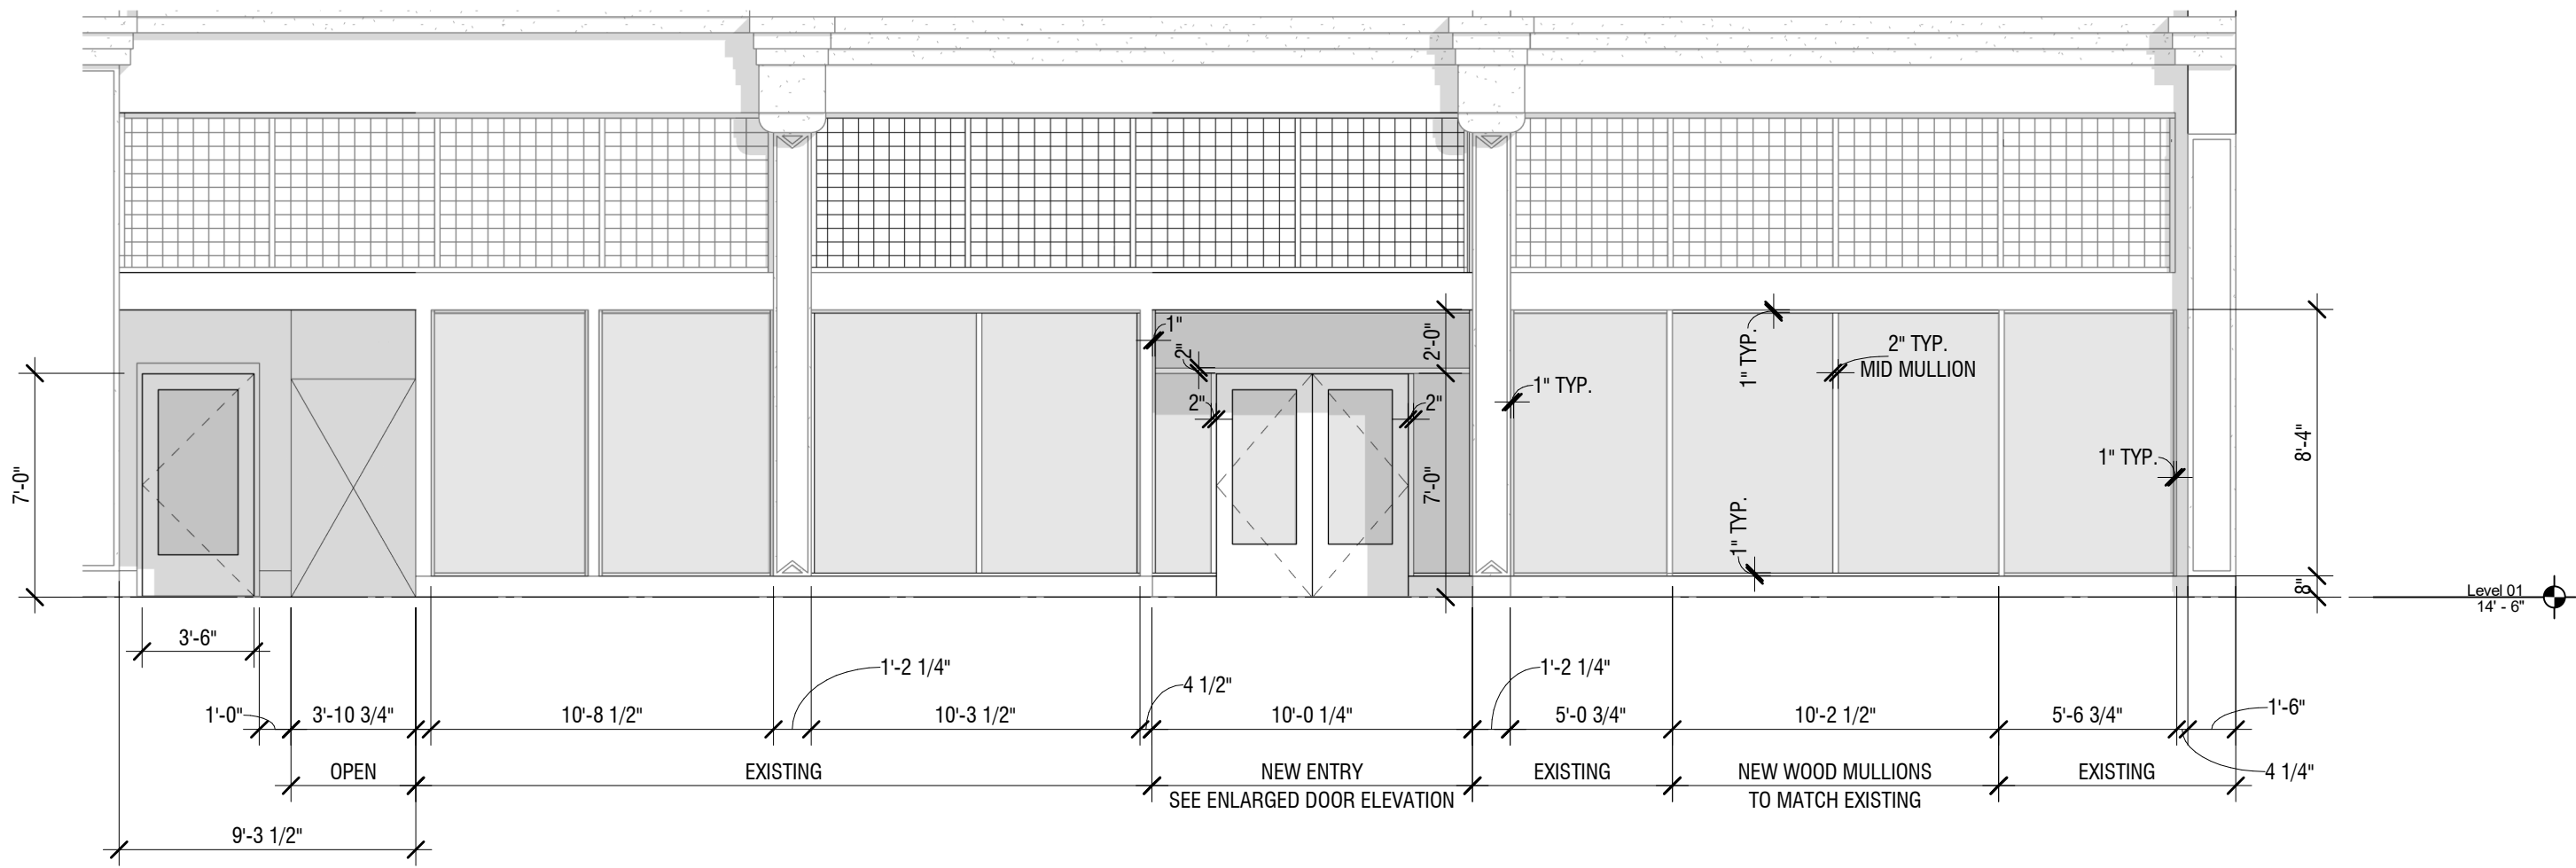 1"
2"
2'-0"
1" TYP.
2" TYP.
MID MULLION
1" TYP.
2"
2"
8'-4"
1" TYP.
7'-0"
7'-0"
1" TYP.
8"
Level 01
14' - 6"
3'-6"
1'-2 1/4"
4 1/2"
1'-2 1/4"
1'-0"
3'-10 3/4"
10'-8 1/2"
10'-3 1/2"
10'-0 1/4"
5'-0 3/4"
10'-2 1/2"
5'-6 3/4"
1'-6"
OPEN
EXISTING
NEW ENTRY
SEE ENLARGED DOOR ELEVATION
EXISTING
NEW WOOD MULLIONS
TO MATCH EXISTING
EXISTING
4 1/4"
9'-3 1/2"